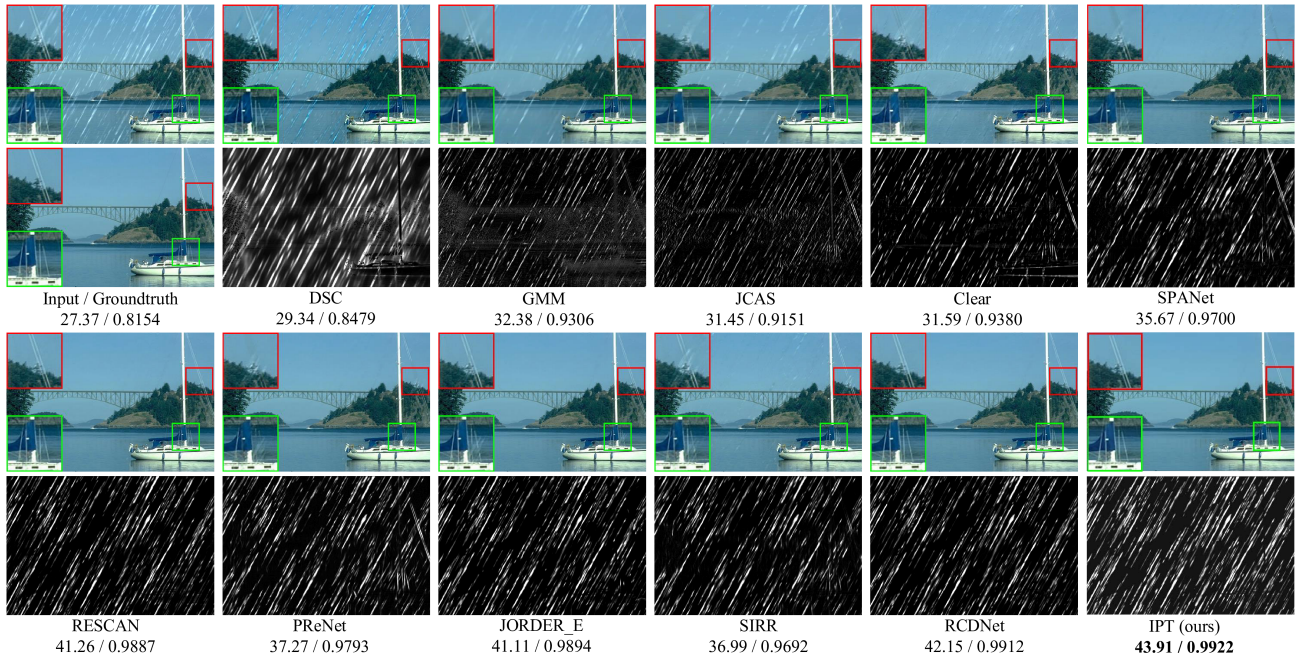 Input / Groundtruth
27.37 / 0.8154
DSC
29.34 / 0.8479
GMM
32.38 / 0.9306
JCAS
31.45 / 0.9151
Clear
31.59 / 0.9380
SPANet
35.67 / 0.9700
RESCAN
41.26 / 0.9887
PReNet
37.27 / 0.9793
JORDER_E
41.11 / 0.9894
SIRR
36.99 / 0.9692
RCDNet
42.15 / 0.9912
IPT (ours)
43.91 / 0.9922